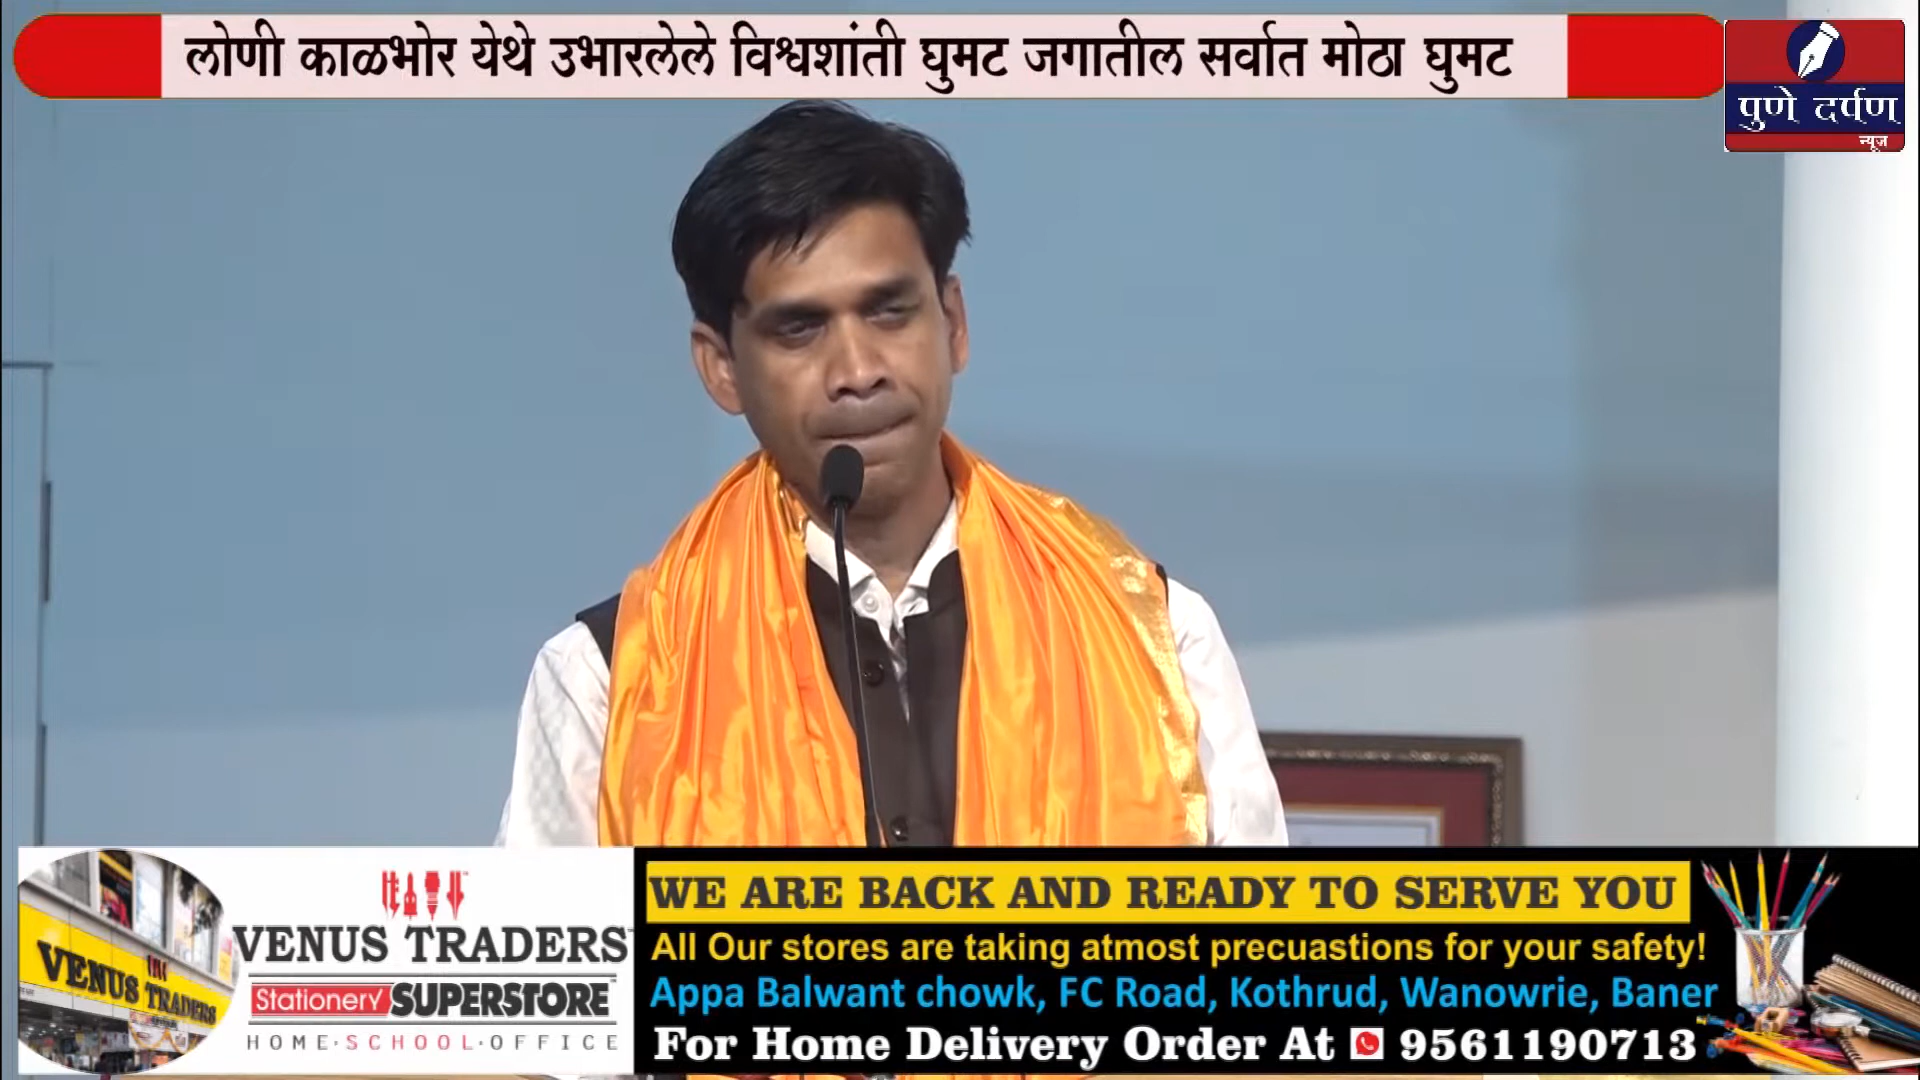 लोणी काळभोर येथे उभारलेले विश्वशांती घुमट जगातील सर्वात मोठा घुमट
पुणे दर्पण
न्यूज
VENUS TRADERS
VENUS TRADERS
Stationery SUPERSTORE
HOME·SCHOOL·OFFICE
WE ARE BACK AND READY TO SERVE YOU
All Our stores are taking atmost precuastions for your safety!
Appa Balwant chowk, FC Road, Kothrud, Wanowrie, Baner
For Home Delivery Order At 9561190713